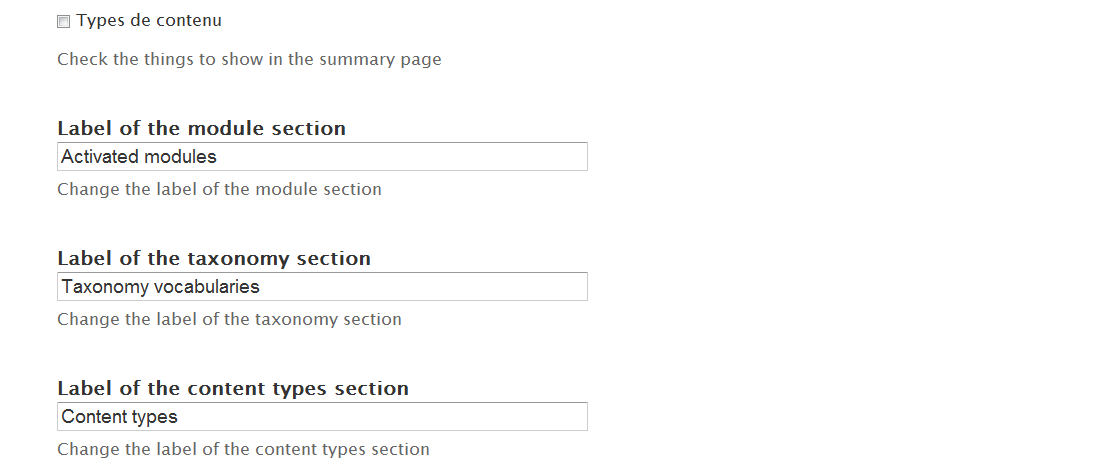 Types de contenu
Check the things to show in the summary page
Label of the module section
Activated modules
Change the label of the module section
Label of the taxonomy section
Taxonomy vocabularies
Change the label of the taxonomy section
Label of the content types section
Content types
Change the label of the content types section